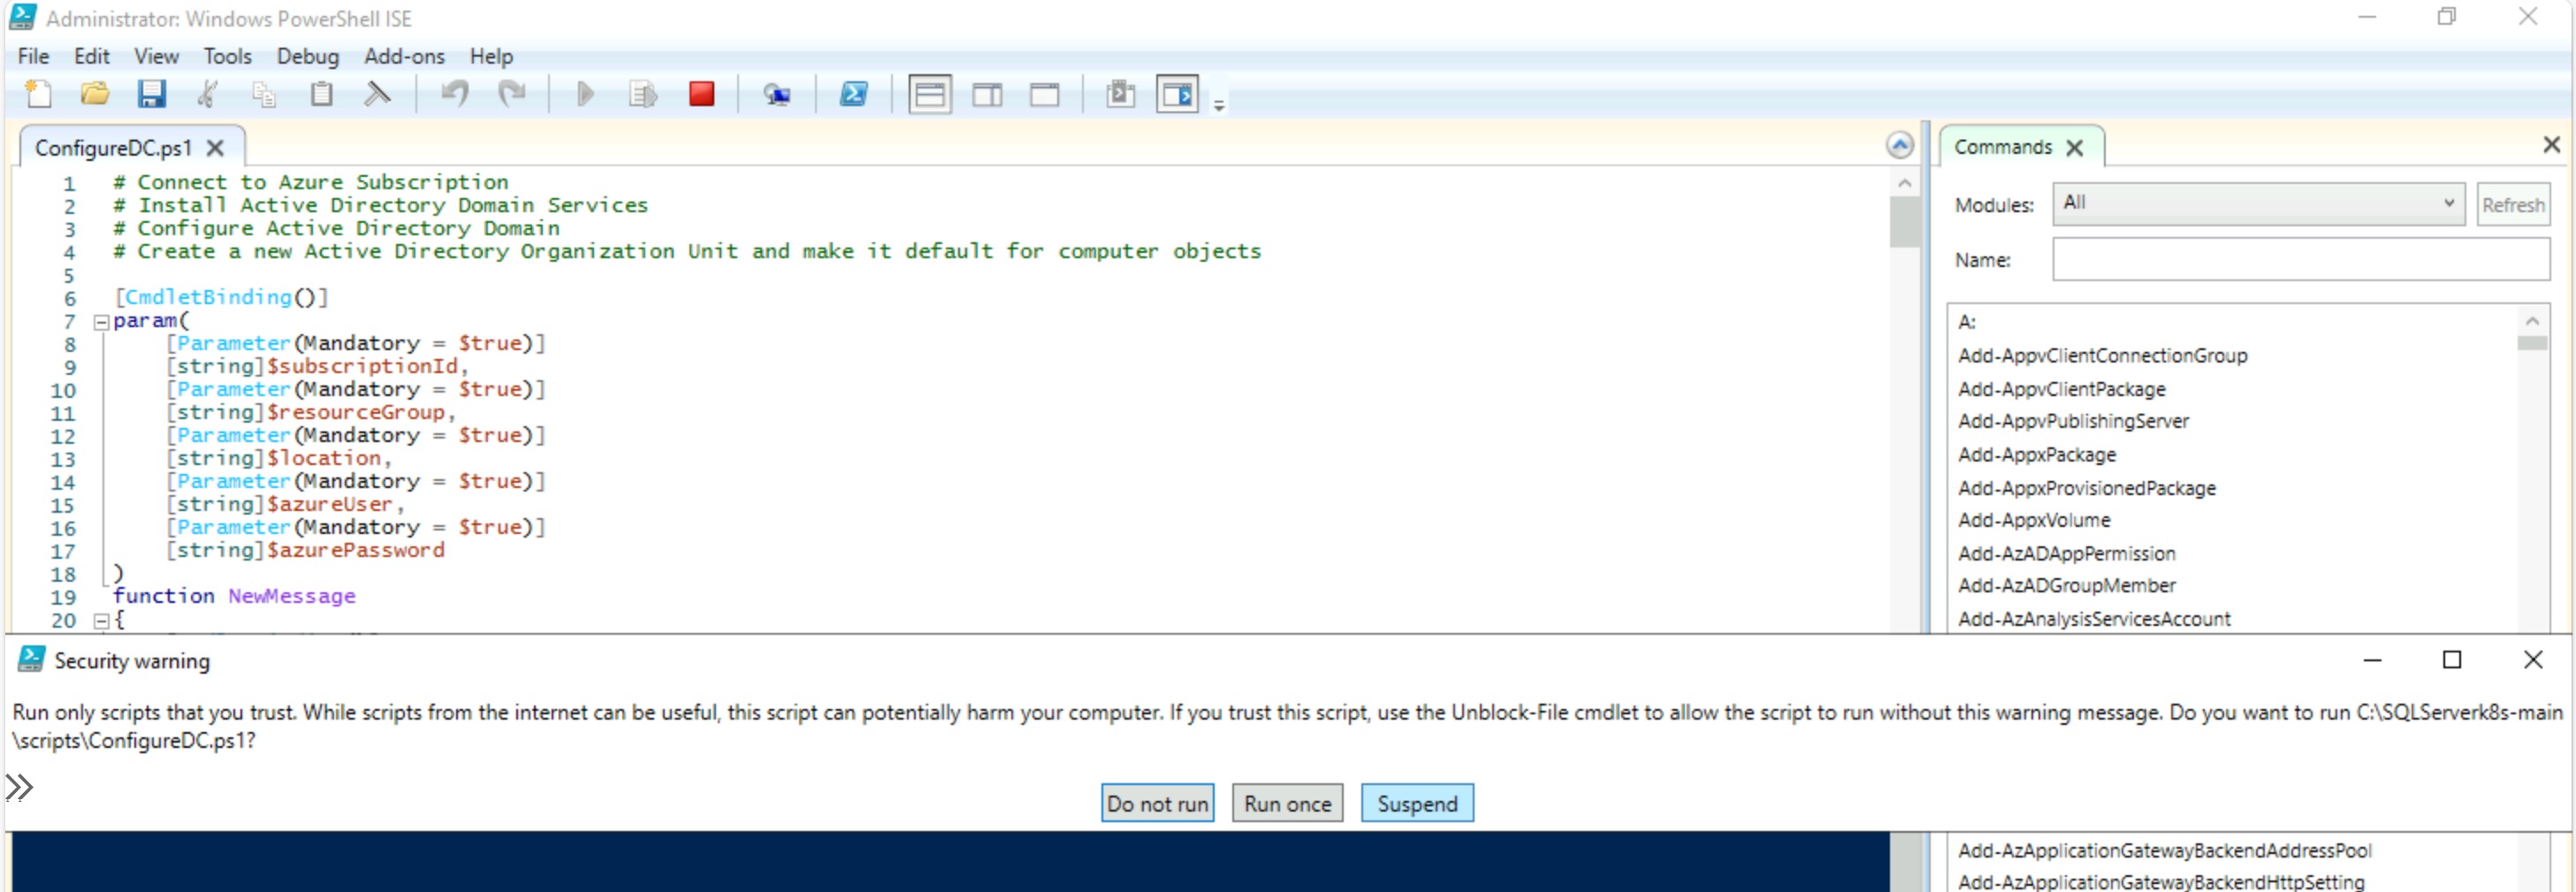 Administrator: Windows PowerShell ISE
File Edit View Tools Debug Add-ons Help
ConfigureDC.ps1
1 # Connect to Azure Subscription
2 # Install Active Directory Domain Services
3 # Configure Active Directory Domain
4 # Create a new Active Directory Organization Unit and make it default for computer objects
5
6 [CmdletBinding()]
7 param(
8 [Parameter(Mandatory = $true)]
9 [string]$subscriptionId,
10 [Parameter(Mandatory = $true)]
11 [string]$resourceGroup,
12 [Parameter(Mandatory = $true)]
13 [string]$location,
14 [Parameter(Mandatory = $true)]
15 [string]$azureUser,
16 [Parameter(Mandatory = $true)]
17 [string]$azurePassword
18 )
19 function NewMessage
20 {
Commands
Modules: All Refresh
Name:
A:
Add-AppvClientConnectionGroup
Add-AppvClientPackage
Add-AppvPublishingServer
Add-AppxPackage
Add-AppxProvisionedPackage
Add-AppxVolume
Add-AzADAppPermission
Add-AzADGroupMember
Add-AzAnalysisServicesAccount
Security warning
Run only scripts that you trust. While scripts from the internet can be useful, this script can potentially harm your computer. If you trust this script, use the Unblock-File cmdlet to allow the script to run without this warning message. Do you want to run C:\SQLServerk8s-main
\scripts\ConfigureDC.ps1?
Do not run Run once Suspend
Add-AzApplicationGatewayBackendAddressPool
Add-AzApplicationGatewayBackendHttpSetting